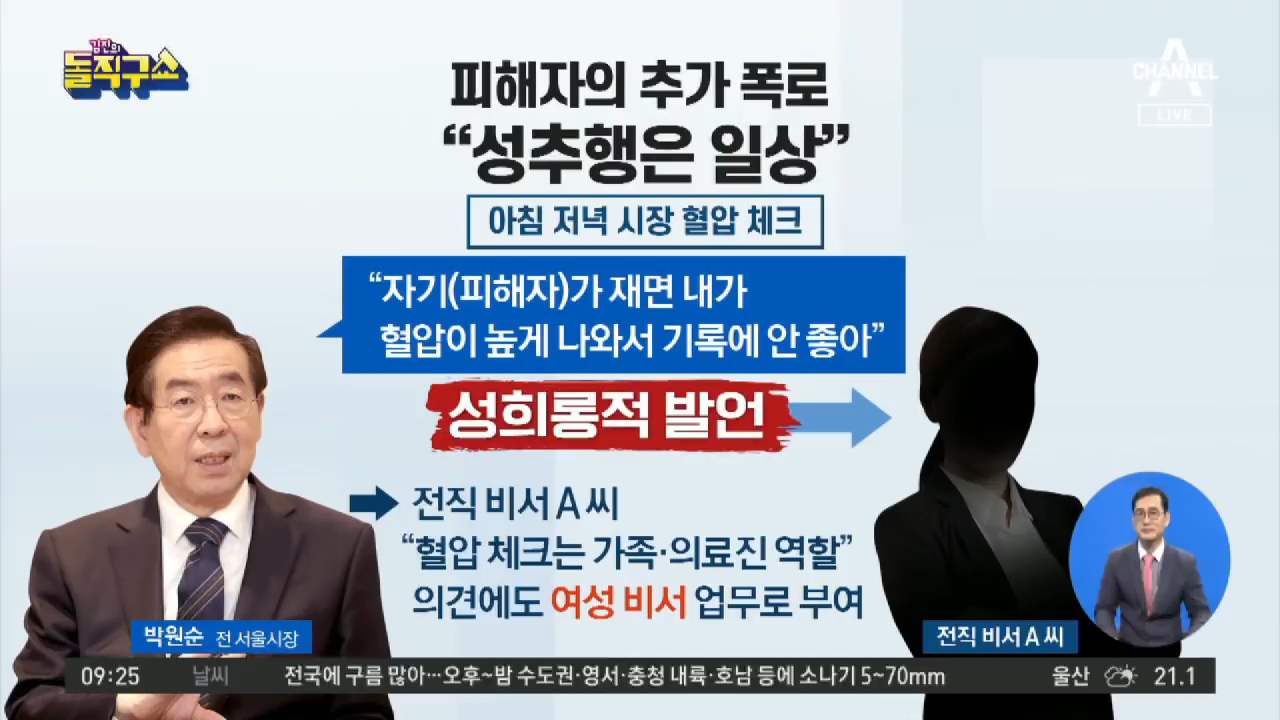 김진의
돌직구쇼
CHANNEL A
LIVE
피해자의 추가 폭로
“성추행은 일상”
아침 저녁 시장 혈압 체크
“자기(피해자)가 재면 내가
혈압이 높게 나와서 기록에 안 좋아”
성희롱적 발언
전직 비서 A 씨
“혈압 체크는 가족·의료진 역할”
의견에도 여성 비서 업무로 부여
박원순 전 서울시장
전직 비서 A 씨
09:25 날씨 전국에 구름 많아…오후~밤 수도권·영서·충청 내륙·호남 등에 소나기 5~70mm 울산 21.1